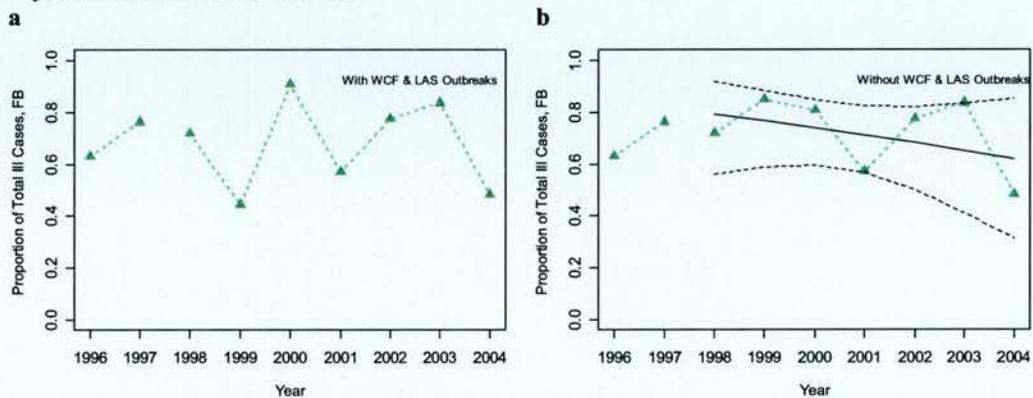 a
With WCF & LAS Outbreaks
Proportion of Total Ill Cases, FB
1.0
0.8
0.6
0.4
0.2
0.0
1996 1997 1998 1999 2000 2001 2002 2003 2004
Year
b
Without WCF & LAS Outbreaks
Proportion of Total Ill Cases, FB
1.0
0.8
0.6
0.4
0.2
0.0
1996 1997 1998 1999 2000 2001 2002 2003 2004
Year